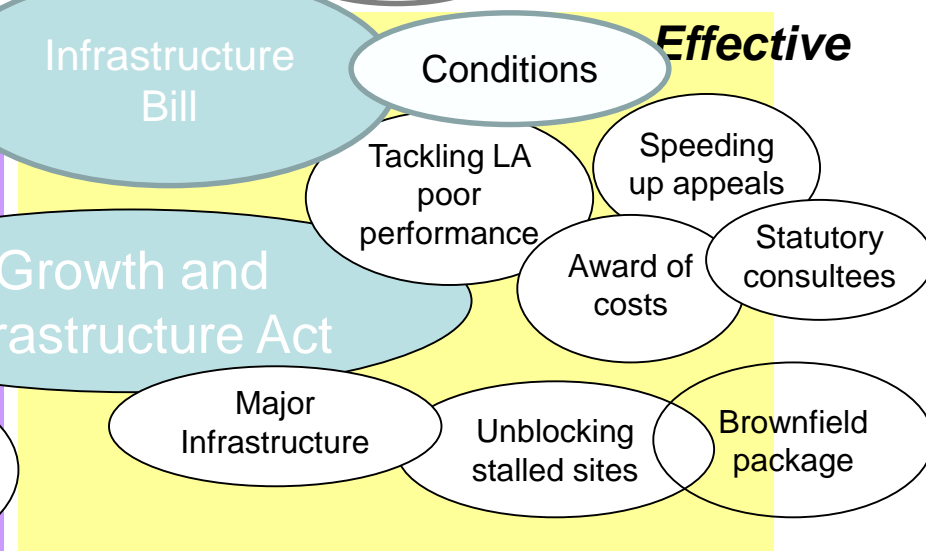 Effective
Infrastructure
Bill
Conditions
Tackling LA
poor
performance
Speeding
up appeals
Statutory
consultees
Award of
costs
Growth and
rastructure Act
Major
Infrastructure
Unblocking
stalled sites
Brownfield
package